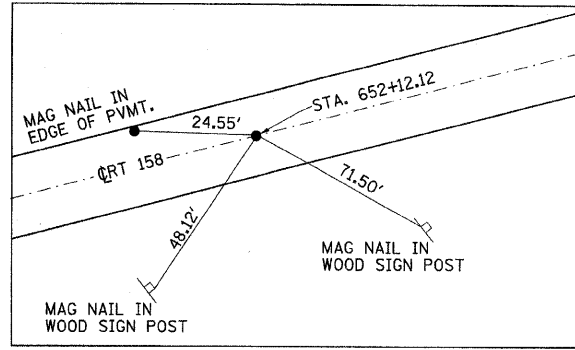 MAG NAIL IN
EDGE OF PVMT.
24.55'
STA. 652+12.12
℄ RT 158
71.50'
48.12'
MAG NAIL IN
WOOD SIGN POST
MAG NAIL IN
WOOD SIGN POST